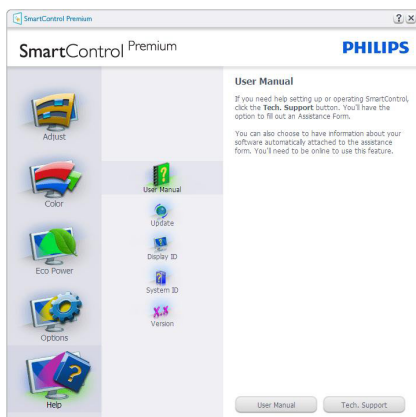 SmartControl Premium
SmartControl Premium
PHILIPS
Adjust
Color
Eco Power
Options
Help
User Manual
Update
Display ID
System ID
X.X
Version
User Manual
If you need help setting up or operating SmartControl,
click the Tech. Support button. You'll have the
option to fill out an Assistance Form.
You can also choose to have information about your
software automatically attached to the assistance
form. You'll need to be online to use this feature.
User Manual
Tech. Support